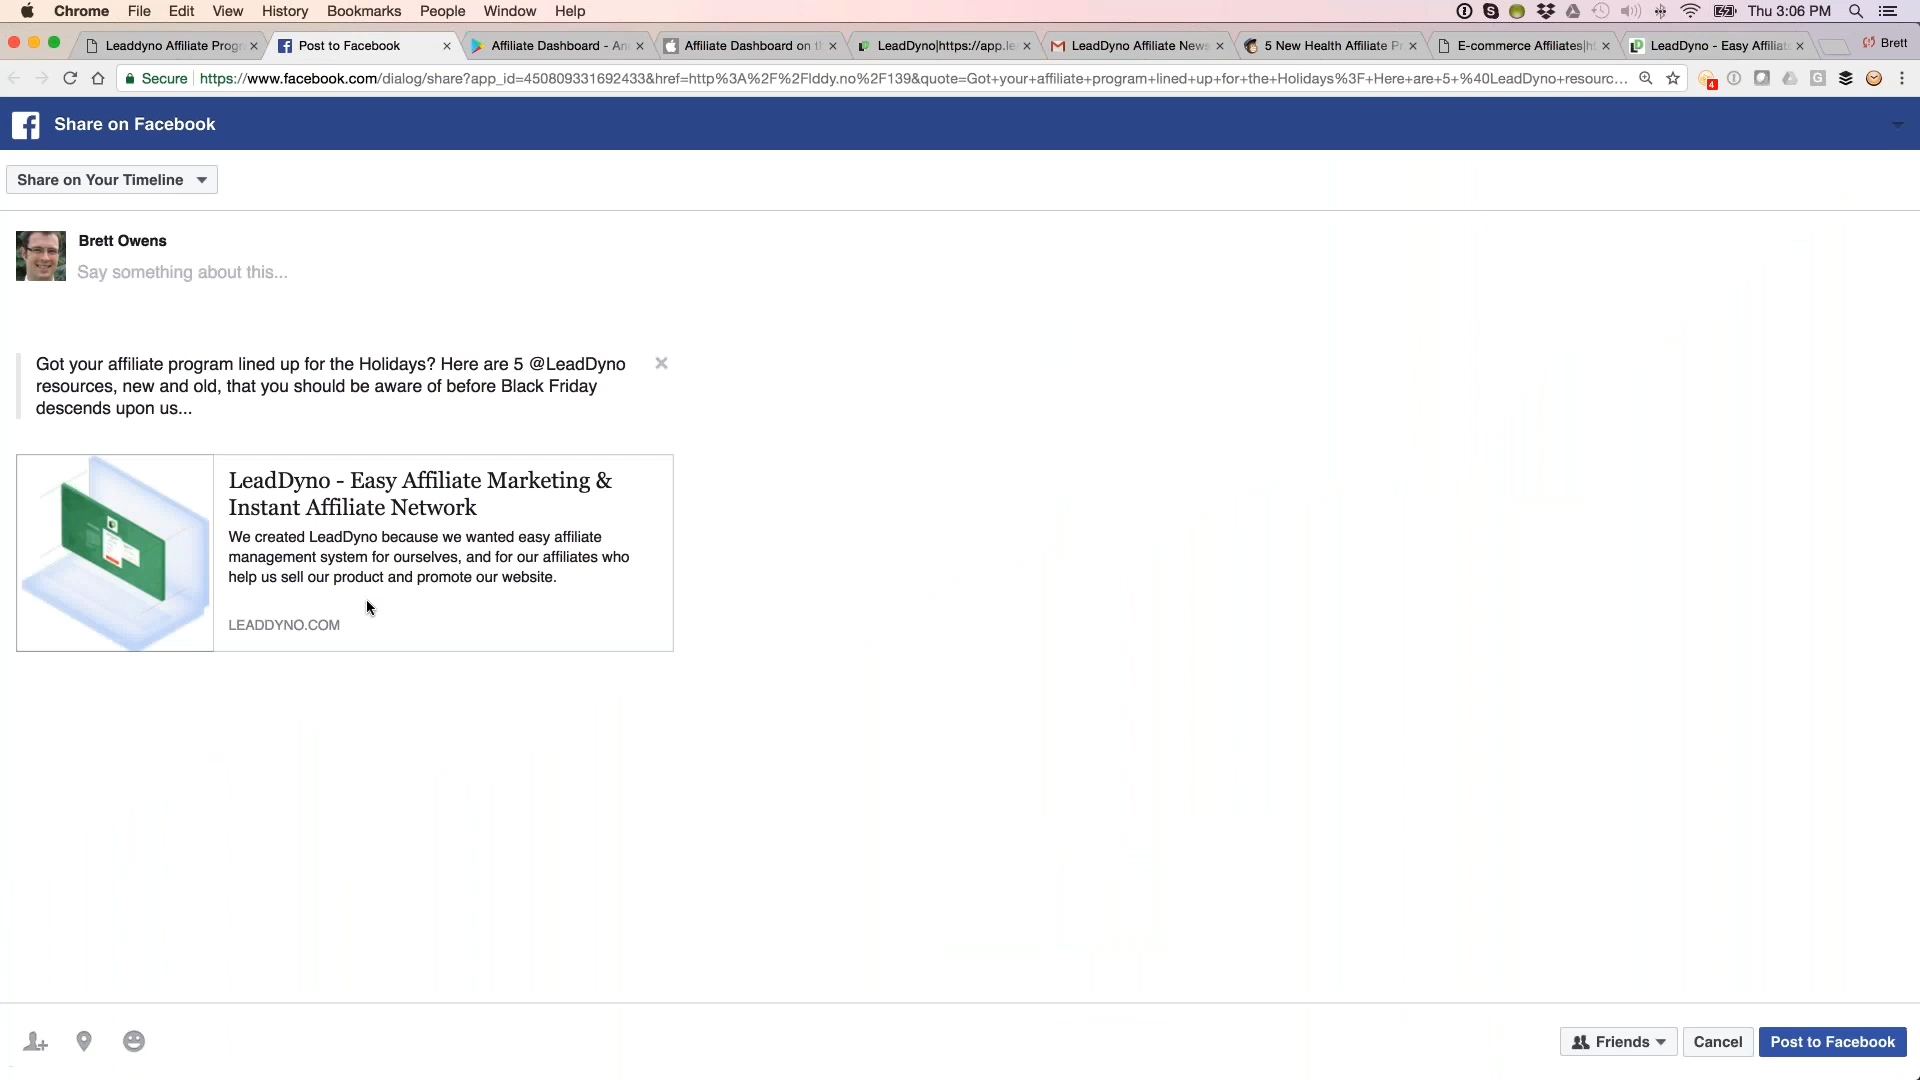 Chrome File Edit View History Bookmarks People Window Help Thu 3:06 PM
Leaddyno Affiliate Progr
Post to Facebook
Affiliate Dashboard - An
Affiliate Dashboard on t
LeadDyno|https://app.le
LeadDyno Affiliate News
5 New Health Affiliate P
E-commerce Affiliates|h
LeadDyno - Easy Affiliat
Brett
Secure https://www.facebook.com/dialog/share?app_id=450809331692433&href=http%3A%2F%2Flddy.no%2F139&quote=Got+your+affiliate+program+lined+up+for+the+Holidays%3F+Here+are+5+%40LeadDyno+resourc... 4
Share on Facebook
Share on Your Timeline
Brett Owens
Say something about this...
Got your affiliate program lined up for the Holidays? Here are 5 @LeadDyno
resources, new and old, that you should be aware of before Black Friday
descends upon us...
LeadDyno - Easy Affiliate Marketing &
Instant Affiliate Network
We created LeadDyno because we wanted easy affiliate
management system for ourselves, and for our affiliates who
help us sell our product and promote our website.
LEADDYNO.COM
Friends Cancel Post to Facebook